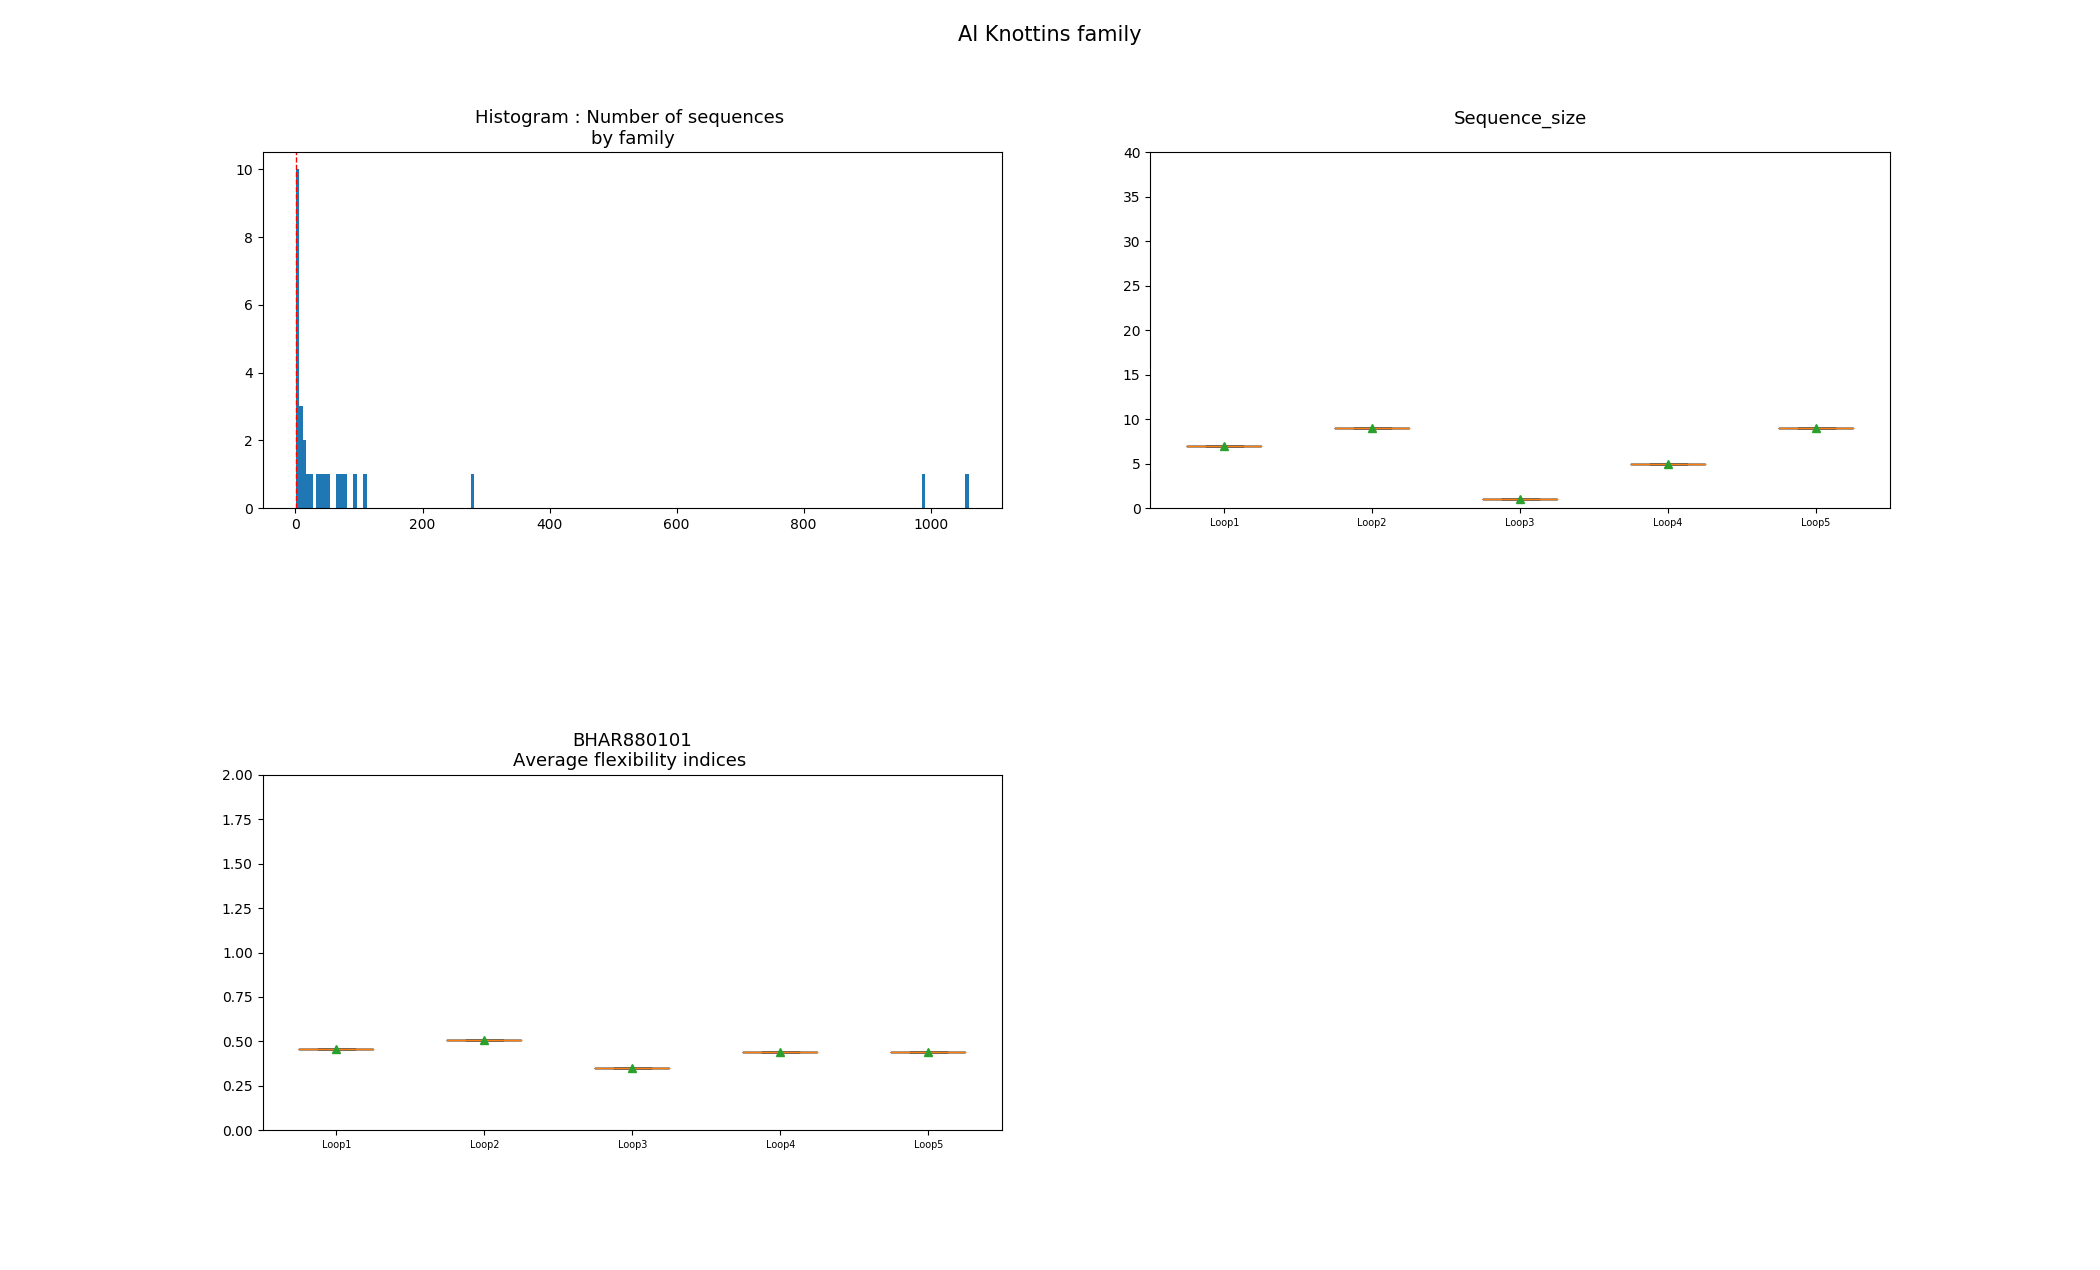 AI Knottins family
Histogram : Number of sequences
by family
10
8
6
4
2
0
0 200 400 600 800 1000
Sequence_size
40
35
30
25
20
15
10
5
0
Loop1 Loop2 Loop3 Loop4 Loop5
BHAR880101
Average flexibility indices
2.00
1.75
1.50
1.25
1.00
0.75
0.50
0.25
0.00
Loop1 Loop2 Loop3 Loop4 Loop5